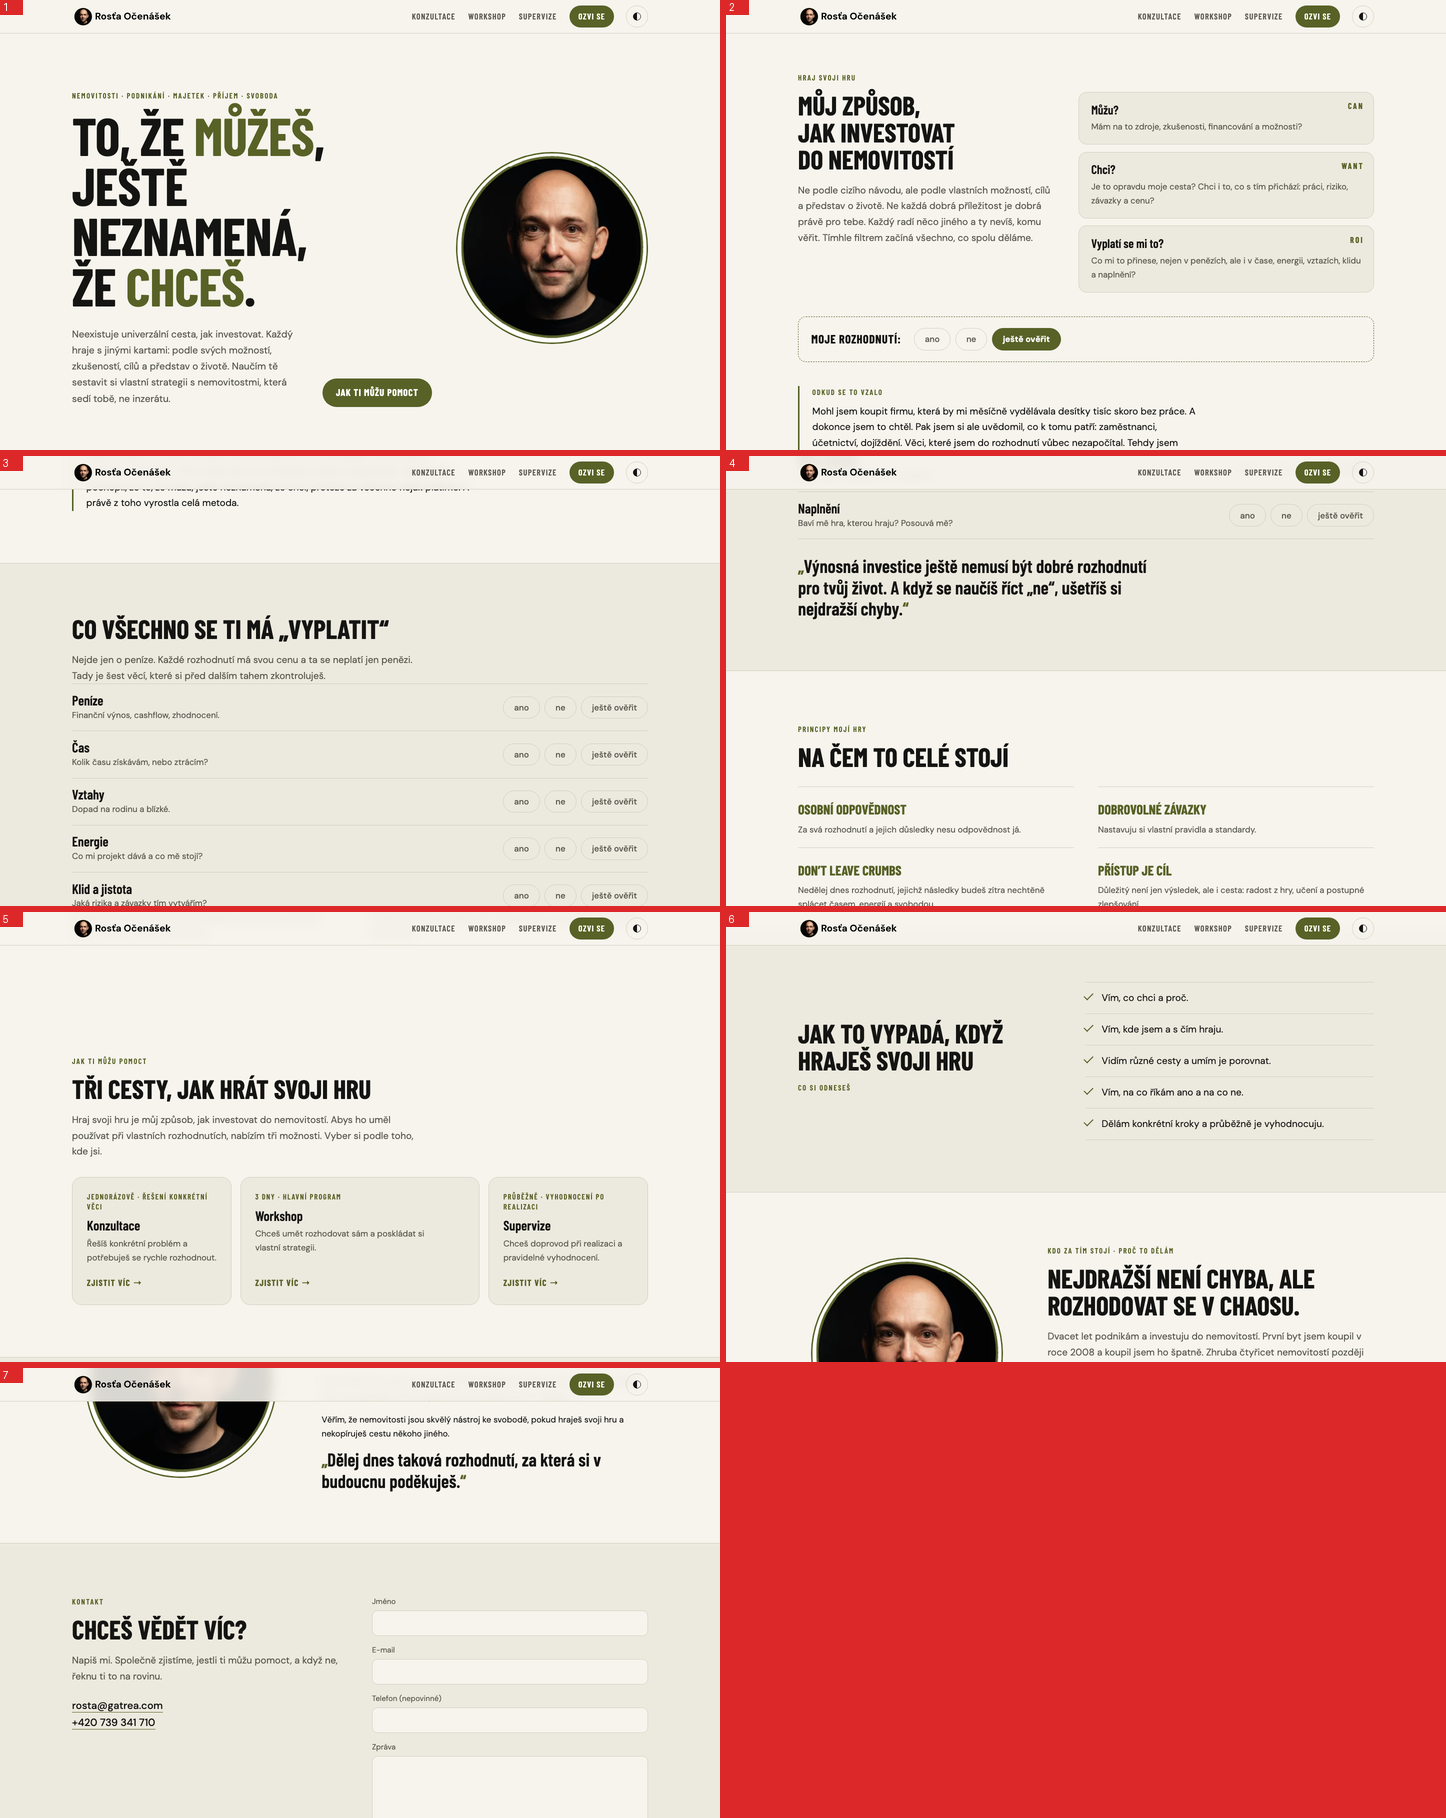 1
Rosťa Očenášek
KONZULTACE WORKSHOP SUPERVIZE OZVI SE
NEMOVITOSTI · PODNIKÁNÍ · MAJETEK · PŘÍJEM · SVOBODA
TO, ŽE MŮŽEŠ,
JEŠTĚ
NEZNAMENÁ,
ŽE CHCEŠ.
Neexistuje univerzální cesta, jak investovat. Každý
hraje s jinými kartami: podle svých možností,
zkušeností, cílů a představ o životě. Naučím tě
sestavit si vlastní strategii s nemovitostmi, která
sedí tobě, ne inzerátu.
JAK TI MŮŽU POMOCT
2
Rosťa Očenášek
KONZULTACE WORKSHOP SUPERVIZE OZVI SE
HRAJ SVOJI HRU
MŮJ ZPŮSOB,
JAK INVESTOVAT
DO NEMOVITOSTÍ
Ne podle cizího návodu, ale podle vlastních možností, cílů
a představ o životě. Ne každá dobrá příležitost je dobrá
právě pro tebe. Každý radí něco jiného a ty nevíš, komu
věřit. Tímhle filtrem začíná všechno, co spolu děláme.
Můžu? CAN
Mám na to zdroje, zkušenosti, financování a možnosti?
Chci? WANT
Je to opravdu moje cesta? Chci i to, co s tím přichází: práci, riziko,
závazky a cenu?
Vyplatí se mi to? ROI
Co mi to přinese, nejen v penězích, ale i v čase, energii, vztazích, klidu
a naplnění?
MOJE ROZHODNUTÍ: ano ne ještě ověřit
ODKUD SE TO VZALO
Mohl jsem koupit firmu, která by mi měsíčně vydělávala desítky tisíc skoro bez práce. A
dokonce jsem to chtěl. Pak jsem si ale uvědomil, co k tomu patří: zaměstnanci,
účetnictví, dojíždění. Věci, které jsem do rozhodnutí vůbec nezapočítal. Tehdy jsem
3
Rosťa Očenášek
KONZULTACE WORKSHOP SUPERVIZE OZVI SE
právě z toho vyrostla celá metoda.
CO VŠECHNO SE TI MÁ „VYPLATIT“
Nejde jen o peníze. Každé rozhodnutí má svou cenu a ta se neplatí jen penězi.
Tady je šest věcí, které si před dalším tahem zkontroluješ.
Peníze
Finanční výnos, cashflow, zhodnocení.
ano ne ještě ověřit
Čas
Kolik času získávám, nebo ztrácím?
ano ne ještě ověřit
Vztahy
Dopad na rodinu a blízké.
ano ne ještě ověřit
Energie
Co mi projekt dává a co mě stojí?
ano ne ještě ověřit
Klid a jistota
Jaká rizika a závazky tím vytvářím?
ano ne ještě ověřit
4
Rosťa Očenášek
KONZULTACE WORKSHOP SUPERVIZE OZVI SE
Naplnění
Baví mě hra, kterou hraju? Posouvá mě?
ano ne ještě ověřit
„Výnosná investice ještě nemusí být dobré rozhodnutí
pro tvůj život. A když se naučíš říct „ne“, ušetříš si
nejdražší chyby.“
PRINCIPY MOJÍ HRY
NA ČEM TO CELÉ STOJÍ
OSOBNÍ ODPOVĚDNOST
Za svá rozhodnutí a jejich důsledky nesu odpovědnost já.
DOBROVOLNÉ ZÁVAZKY
Nastavuju si vlastní pravidla a standardy.
DON'T LEAVE CRUMBS
Nedělej dnes rozhodnutí, jejichž následky budeš zítra nechtěně
splácet časem, energií a svobodou.
PŘÍSTUP JE CÍL
Důležitý není jen výsledek, ale i cesta: radost z hry, učení a postupné
zlepšování.
5
Rosťa Očenášek
KONZULTACE WORKSHOP SUPERVIZE OZVI SE
JAK TI MŮŽU POMOCT
TŘI CESTY, JAK HRÁT SVOJI HRU
Hraj svoji hru je můj způsob, jak investovat do nemovitostí. Abys ho uměl
používat při vlastních rozhodnutích, nabízím tři možnosti. Vyber si podle toho,
kde jsi.
JEDNORÁZOVĚ · ŘEŠENÍ KONKRÉTNÍ
VĚCI
Konzultace
Řešíš konkrétní problém a
potřebuješ se rychle rozhodnout.
ZJISTIT VÍC →
3 DNY · HLAVNÍ PROGRAM
Workshop
Chceš umět rozhodovat sám a poskládat si
vlastní strategii.
ZJISTIT VÍC →
PRŮBĚŽNĚ · VYHODNOCENÍ PO
REALIZACI
Supervize
Chceš doprovod při realizaci a
pravidelné vyhodnocení.
ZJISTIT VÍC →
6
Rosťa Očenášek
KONZULTACE WORKSHOP SUPERVIZE OZVI SE
JAK TO VYPADÁ, KDYŽ
HRAJEŠ SVOJI HRU
CO SI ODNESEŠ
Vím, co chci a proč.
Vím, kde jsem a s čím hraju.
Vidím různé cesty a umím je porovnat.
Vím, na co říkám ano a na co ne.
Dělám konkrétní kroky a průběžně je vyhodnocuju.
KDO ZA TÍM STOJÍ · PROČ TO DĚLÁM
NEJDRAŽŠÍ NENÍ CHYBA, ALE
ROZHODOVAT SE V CHAOSU.
Dvacet let podnikám a investuju do nemovitostí. První byt jsem koupil v
roce 2008 a koupil jsem ho špatně. Zhruba čtyřicet nemovitostí později
7
Rosťa Očenášek
KONZULTACE WORKSHOP SUPERVIZE OZVI SE
Věřím, že nemovitosti jsou skvělý nástroj ke svobodě, pokud hraješ svoji hru a
nekopíruješ cestu někoho jiného.
„Dělej dnes taková rozhodnutí, za která si v
budoucnu poděkuješ.“
KONTAKT
CHCEŠ VĚDĚT VÍC?
Napiš mi. Společně zjistíme, jestli ti můžu pomoct, a když ne,
řeknu ti to na rovinu.
rosta@gatrea.com
+420 739 341 710
Jméno
E-mail
Telefon (nepovinné)
Zpráva